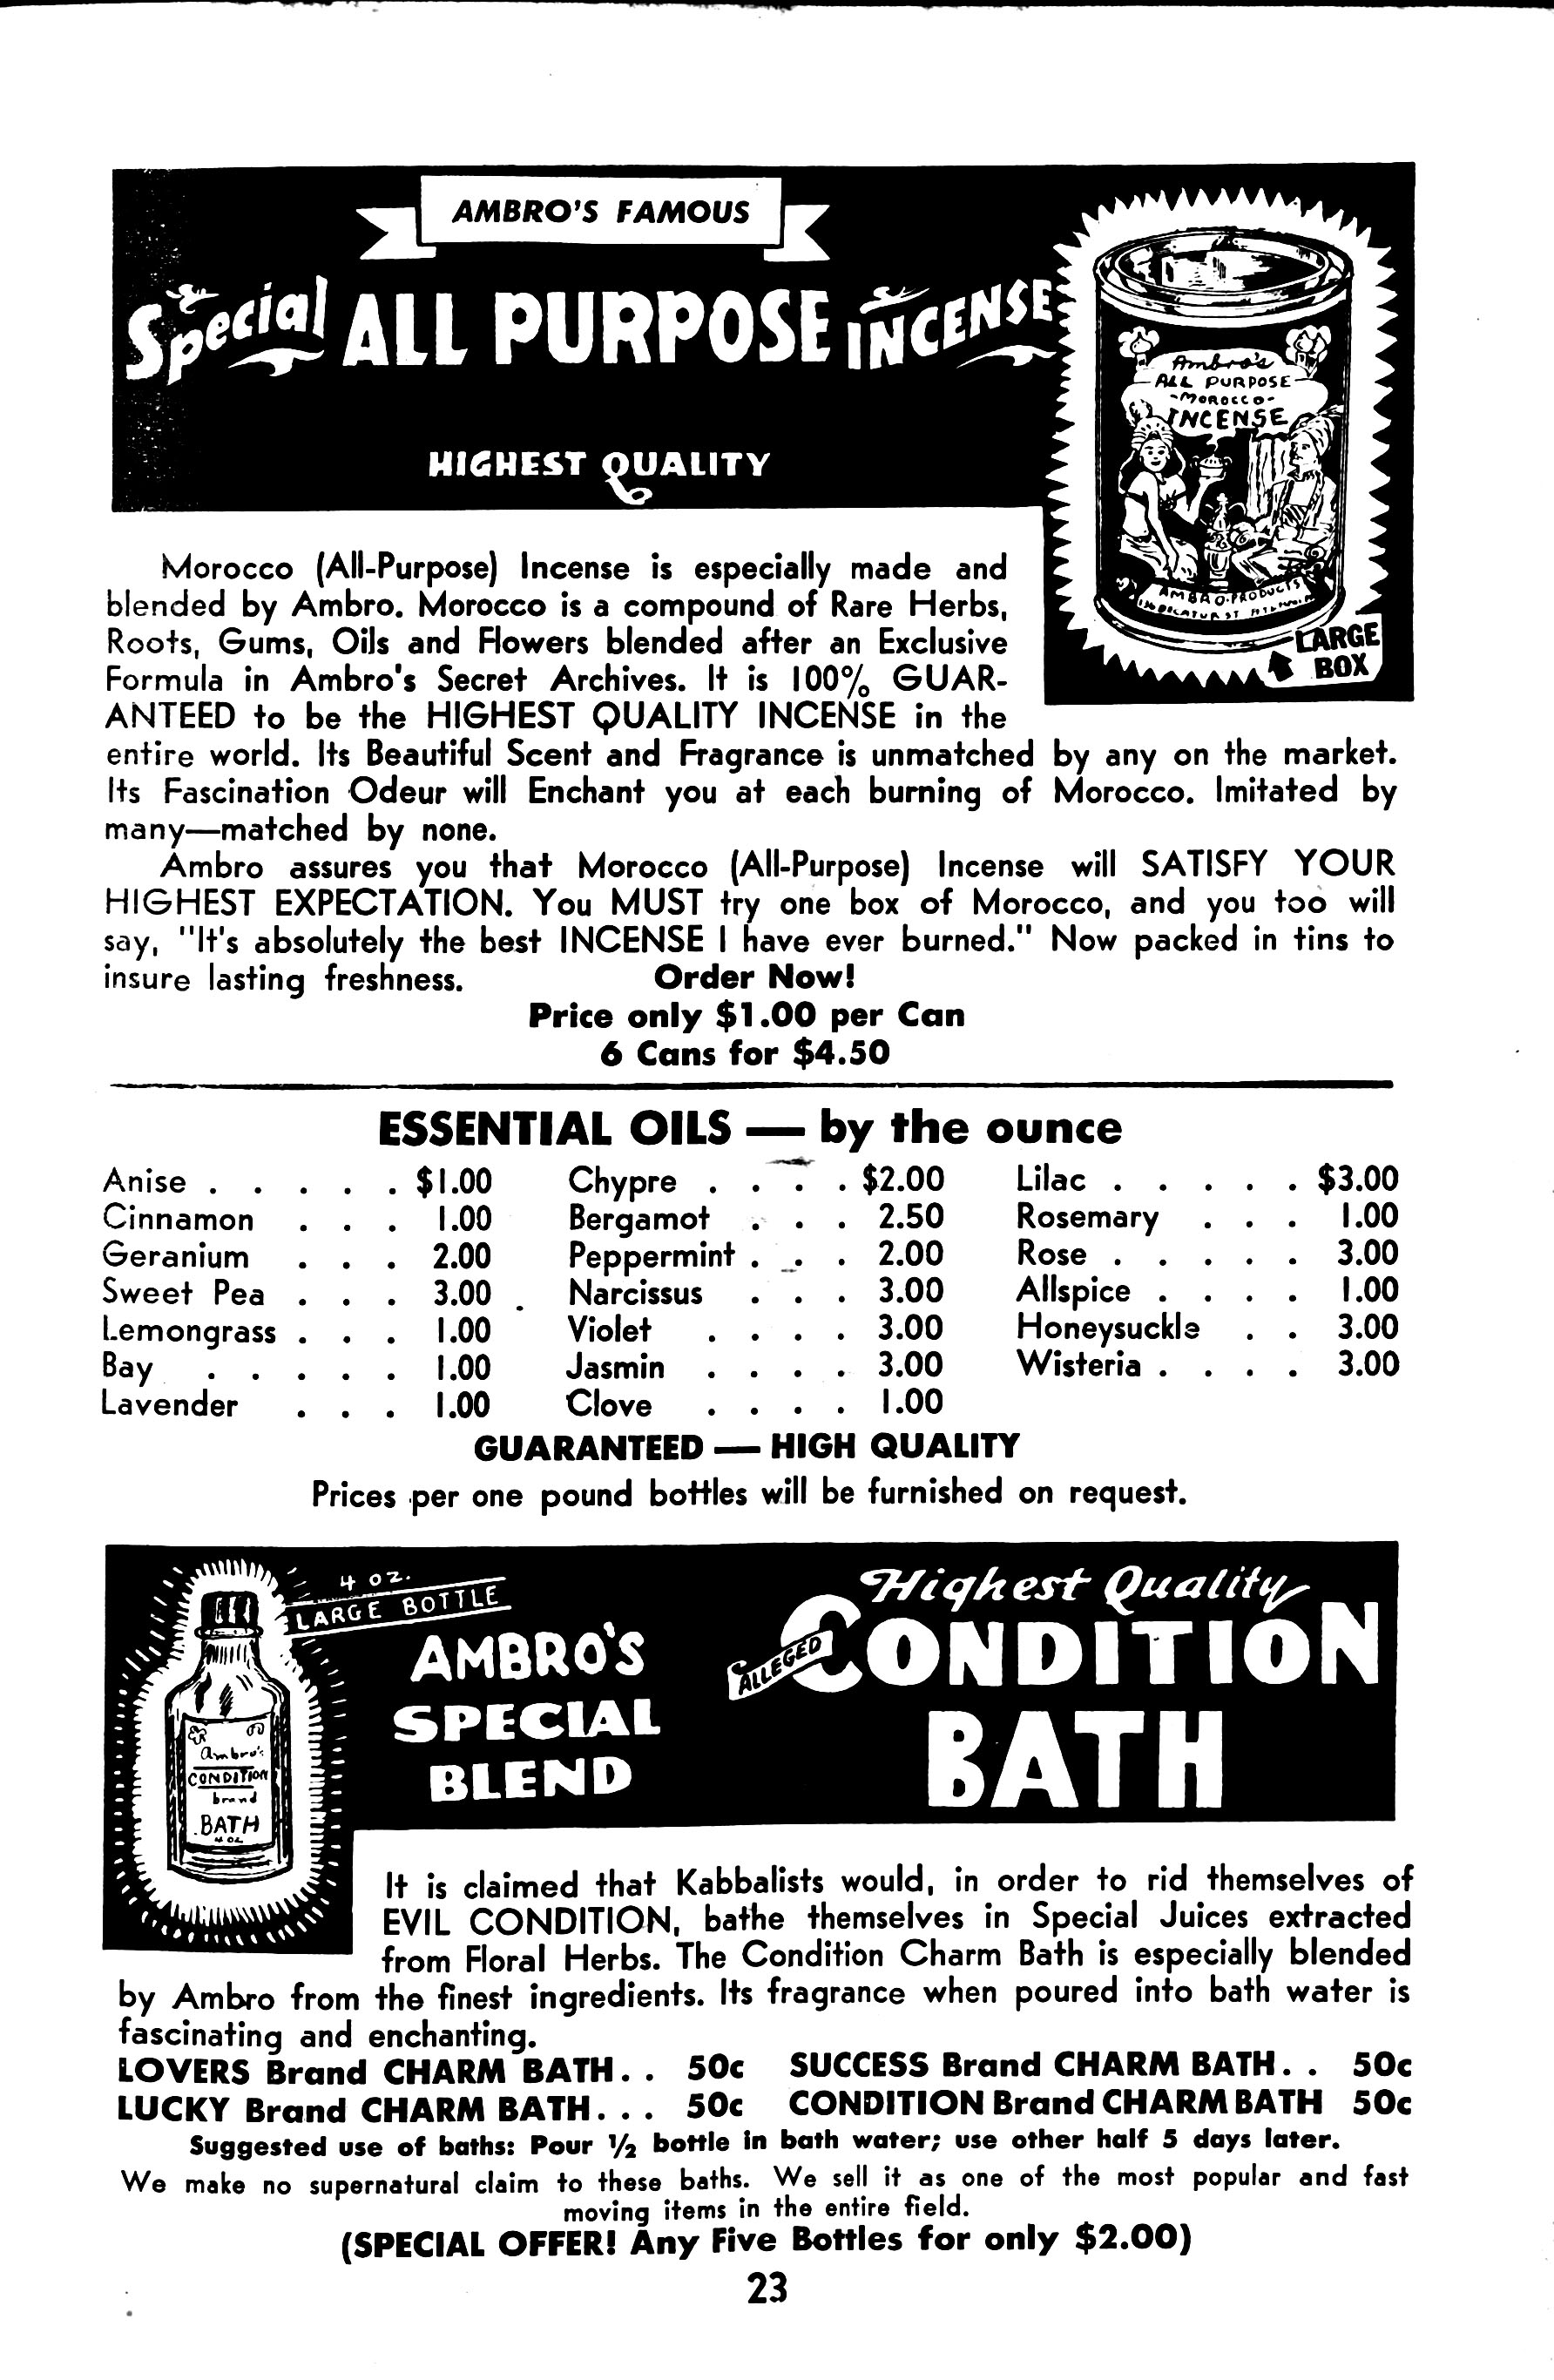 AMBRO'S FAMOUS
Special ALL PURPOSE INCENSE
HIGHEST QUALITY
Ambro's
ALL PURPOSE
-MOROCCO-
INCENSE
AMBRO PRODUCTS
LARGE
BOX
Morocco (All-Purpose) Incense is especially made and
blended by Ambro. Morocco is a compound of Rare Herbs,
Roots, Gums, Oils and Flowers blended after an Exclusive
Formula in Ambro's Secret Archives. It is 100% GUAR-
ANTEED to be the HIGHEST QUALITY INCENSE in the
entire world. Its Beautiful Scent and Fragrance is unmatched by any on the market.
Its Fascination Odeur will Enchant you at each burning of Morocco. Imitated by
many—matched by none.
Ambro assures you that Morocco (All-Purpose) Incense will SATISFY YOUR
HIGHEST EXPECTATION. You MUST try one box of Morocco, and you too will
say, "It's absolutely the best INCENSE I have ever burned." Now packed in tins to
insure lasting freshness. Order Now!
Price only $1.00 per Can
6 Cans for $4.50
ESSENTIAL OILS — by the ounce
Anise . . . . . $1.00 Chypre . . . . $2.00 Lilac . . . . . $3.00
Cinnamon . . . 1.00 Bergamot . . . 2.50 Rosemary . . . 1.00
Geranium . . . 2.00 Peppermint . . . 2.00 Rose . . . . . 3.00
Sweet Pea . . . 3.00 Narcissus . . . 3.00 Allspice . . . . 1.00
Lemongrass . . . 1.00 Violet . . . . 3.00 Honeysuckle . . 3.00
Bay . . . . . 1.00 Jasmin . . . . 3.00 Wisteria . . . . 3.00
Lavender . . . 1.00 Clove . . . . 1.00
GUARANTEED — HIGH QUALITY
Prices per one pound bottles will be furnished on request.
4 OZ.
LARGE BOTTLE
AMBRO'S
SPECIAL
BLEND
Highest Quality
ALLEGED CONDITION
BATH
Ambro's
CONDITION
brand
BATH
4 OZ.
It is claimed that Kabbalists would, in order to rid themselves of
EVIL CONDITION, bathe themselves in Special Juices extracted
from Floral Herbs. The Condition Charm Bath is especially blended
by Ambro from the finest ingredients. Its fragrance when poured into bath water is
fascinating and enchanting.
LOVERS Brand CHARM BATH. . 50c SUCCESS Brand CHARM BATH. . 50c
LUCKY Brand CHARM BATH. . . 50c CONDITION Brand CHARM BATH 50c
Suggested use of baths: Pour ½ bottle in bath water; use other half 5 days later.
We make no supernatural claim to these baths. We sell it as one of the most popular and fast
moving items in the entire field.
(SPECIAL OFFER! Any Five Bottles for only $2.00)
23